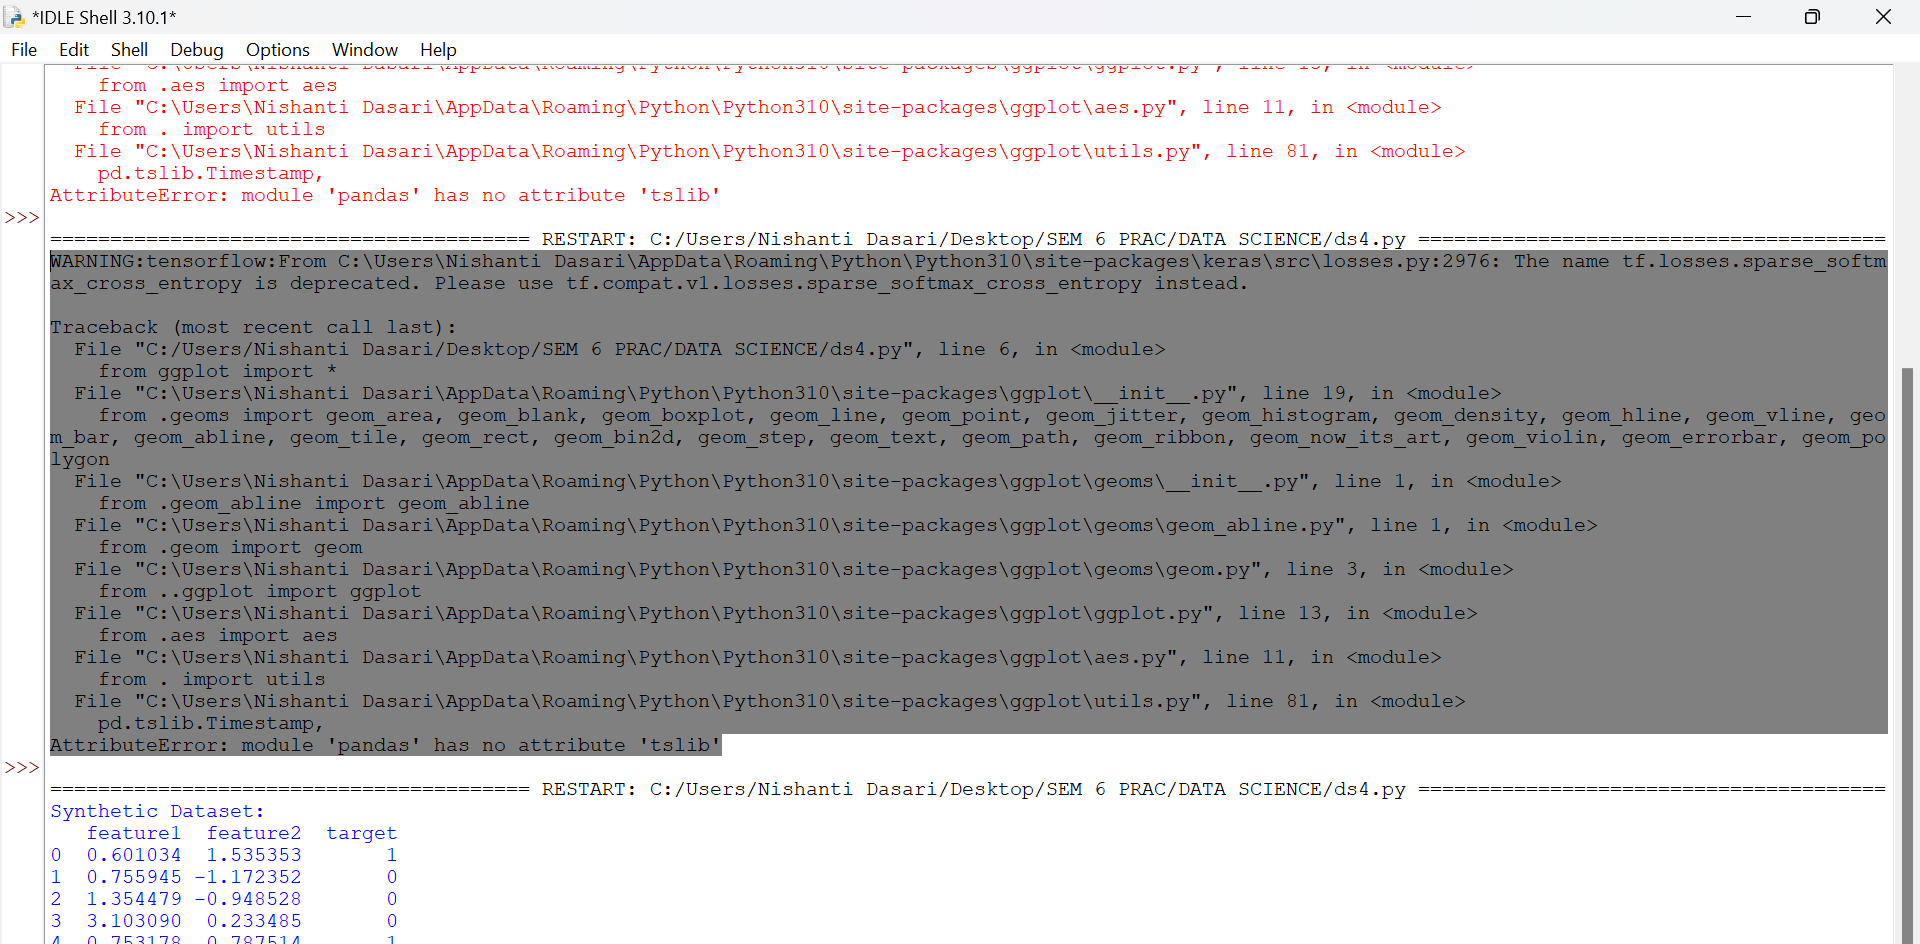 *IDLE Shell 3.10.1*
File Edit Shell Debug Options Window Help
from .aes import aes
File "C:\Users\Nishanti Dasari\AppData\Roaming\Python\Python310\site-packages\ggplot\aes.py", line 11, in <module>
from . import utils
File "C:\Users\Nishanti Dasari\AppData\Roaming\Python\Python310\site-packages\ggplot\utils.py", line 81, in <module>
pd.tslib.Timestamp,
AttributeError: module 'pandas' has no attribute 'tslib'
>>>
======================================== RESTART: C:/Users/Nishanti Dasari/Desktop/SEM 6 PRAC/DATA SCIENCE/ds4.py =======================================
WARNING:tensorflow:From C:\Users\Nishanti Dasari\AppData\Roaming\Python\Python310\site-packages\keras\src\losses.py:2976: The name tf.losses.sparse_softm
ax_cross_entropy is deprecated. Please use tf.compat.v1.losses.sparse_softmax_cross_entropy instead.
Traceback (most recent call last):
File "C:/Users/Nishanti Dasari/Desktop/SEM 6 PRAC/DATA SCIENCE/ds4.py", line 6, in <module>
from ggplot import *
File "C:\Users\Nishanti Dasari\AppData\Roaming\Python\Python310\site-packages\ggplot\__init__.py", line 19, in <module>
from .geoms import geom_area, geom_blank, geom_boxplot, geom_line, geom_point, geom_jitter, geom_histogram, geom_density, geom_hline, geom_vline, geo
m_bar, geom_abline, geom_tile, geom_rect, geom_bin2d, geom_step, geom_text, geom_path, geom_ribbon, geom_now_its_art, geom_violin, geom_errorbar, geom_po
lygon
File "C:\Users\Nishanti Dasari\AppData\Roaming\Python\Python310\site-packages\ggplot\geoms\__init__.py", line 1, in <module>
from .geom_abline import geom_abline
File "C:\Users\Nishanti Dasari\AppData\Roaming\Python\Python310\site-packages\ggplot\geoms\geom_abline.py", line 1, in <module>
from .geom import geom
File "C:\Users\Nishanti Dasari\AppData\Roaming\Python\Python310\site-packages\ggplot\geoms\geom.py", line 3, in <module>
from ..ggplot import ggplot
File "C:\Users\Nishanti Dasari\AppData\Roaming\Python\Python310\site-packages\ggplot\ggplot.py", line 13, in <module>
from .aes import aes
File "C:\Users\Nishanti Dasari\AppData\Roaming\Python\Python310\site-packages\ggplot\aes.py", line 11, in <module>
from . import utils
File "C:\Users\Nishanti Dasari\AppData\Roaming\Python\Python310\site-packages\ggplot\utils.py", line 81, in <module>
pd.tslib.Timestamp,
AttributeError: module 'pandas' has no attribute 'tslib'
>>>
======================================== RESTART: C:/Users/Nishanti Dasari/Desktop/SEM 6 PRAC/DATA SCIENCE/ds4.py =======================================
Synthetic Dataset:
feature1 feature2 target
0 0.601034 1.535353 1
1 0.755945 -1.172352 0
2 1.354479 -0.948528 0
3 3.103090 0.233485 0
4 0.753178 0.787514 1